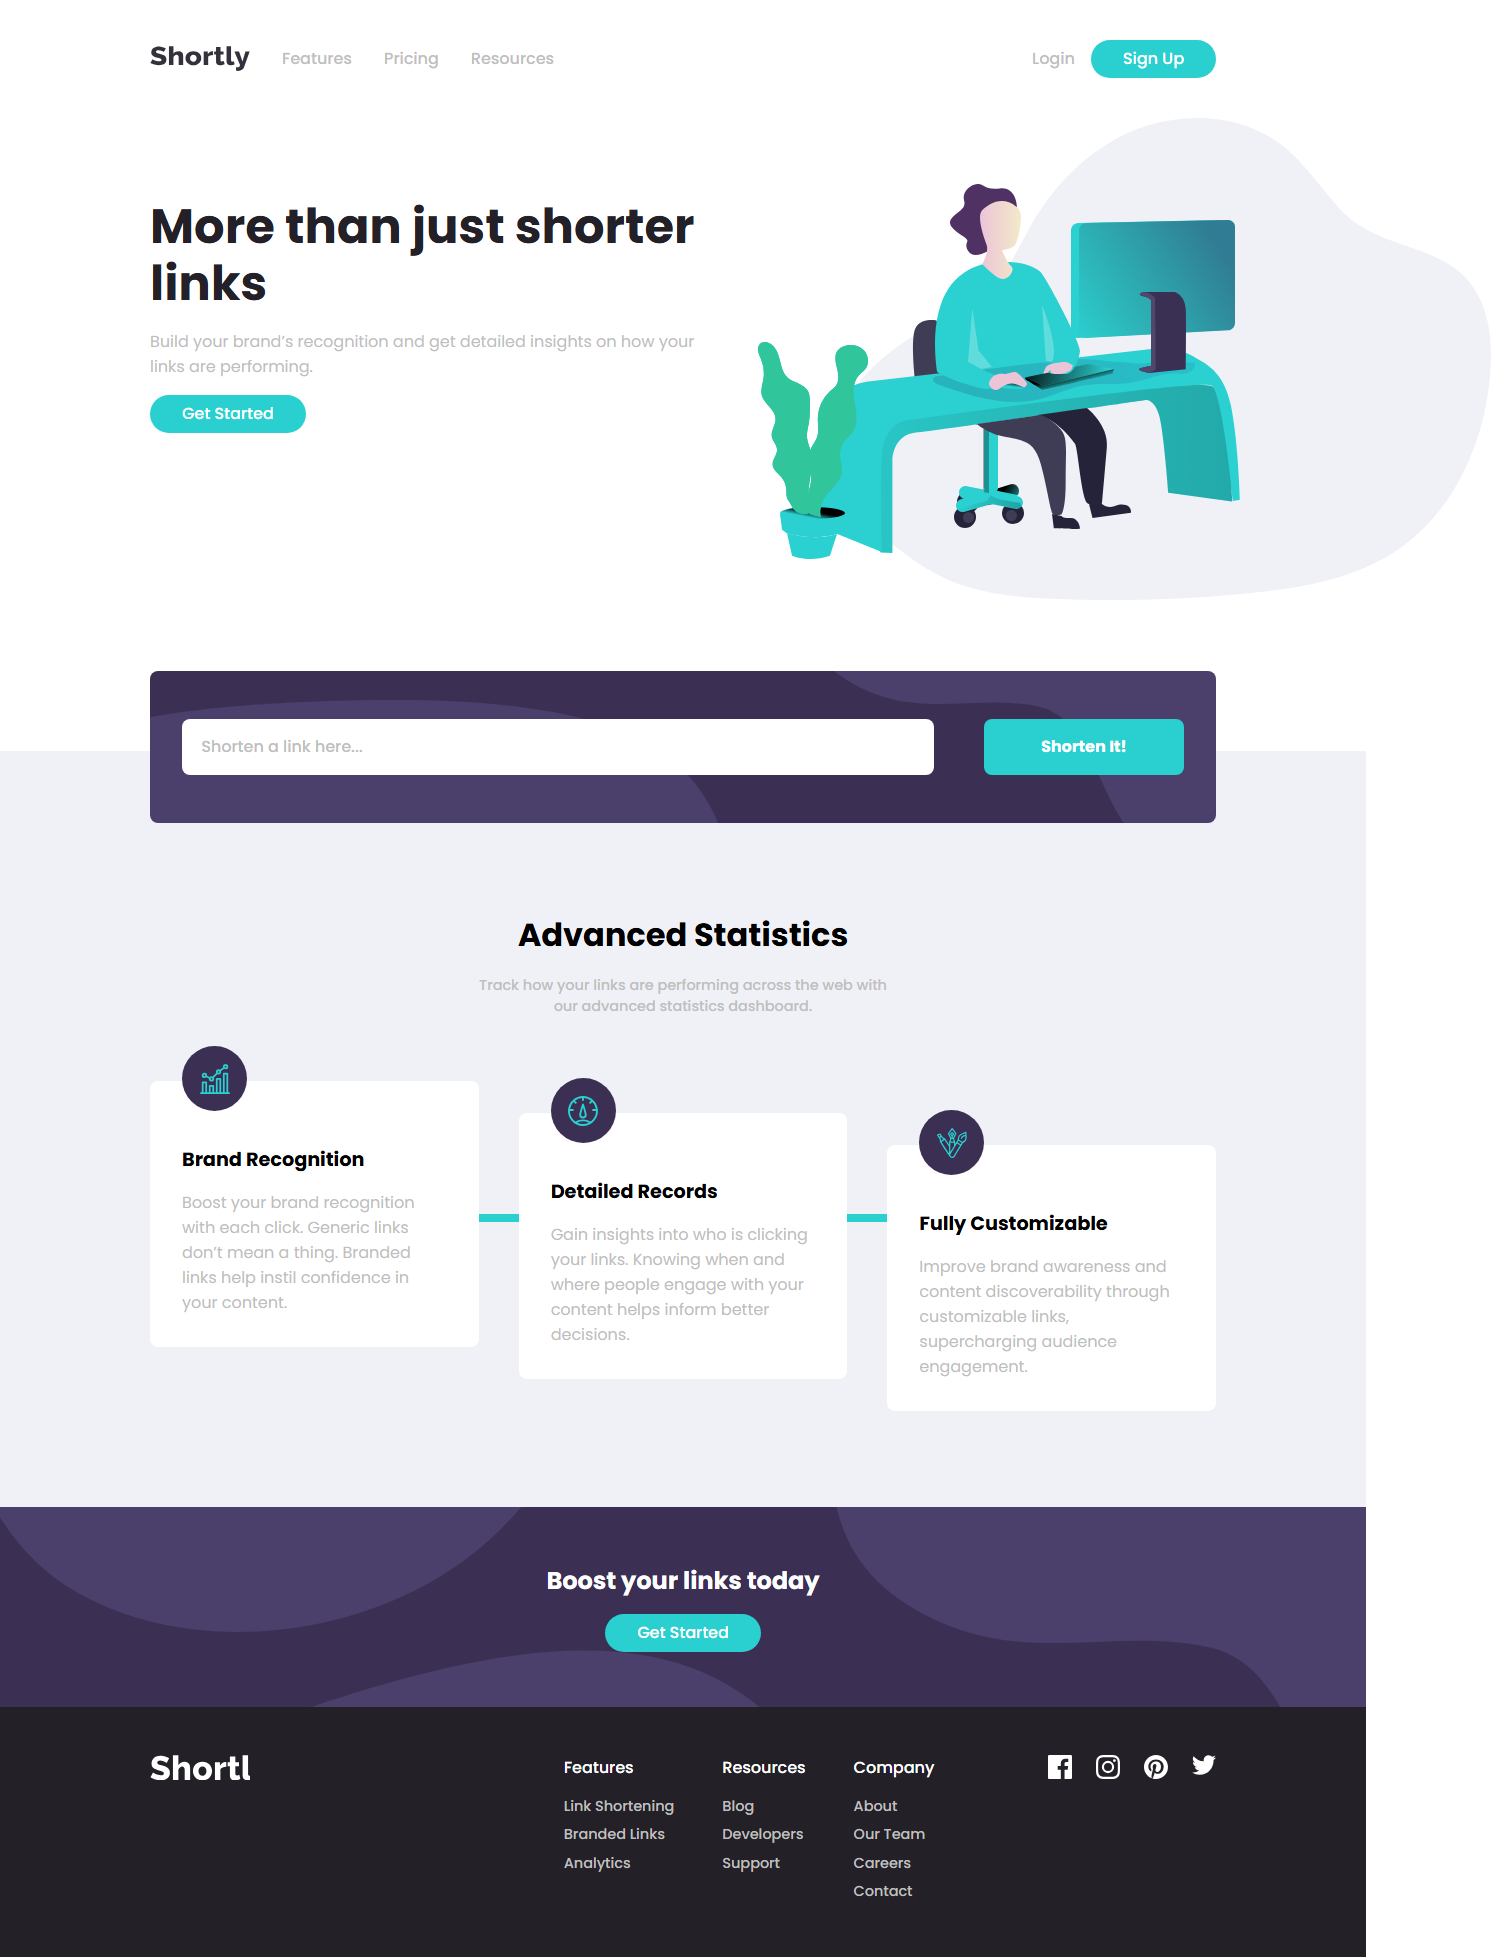 Shortly
Features
Pricing
Resources
Login
Sign Up
More than just shorter
links
Build your brand’s recognition and get detailed insights on how your
links are performing.
Get Started
Shorten a link here...
Shorten It!
Advanced Statistics
Track how your links are performing across the web with
our advanced statistics dashboard.
Brand Recognition
Boost your brand recognition
with each click. Generic links
don’t mean a thing. Branded
links help instil confidence in
your content.
Detailed Records
Gain insights into who is clicking
your links. Knowing when and
where people engage with your
content helps inform better
decisions.
Fully Customizable
Improve brand awareness and
content discoverability through
customizable links,
supercharging audience
engagement.
Boost your links today
Get Started
Shortl
Features
Link Shortening
Branded Links
Analytics
Resources
Blog
Developers
Support
Company
About
Our Team
Careers
Contact